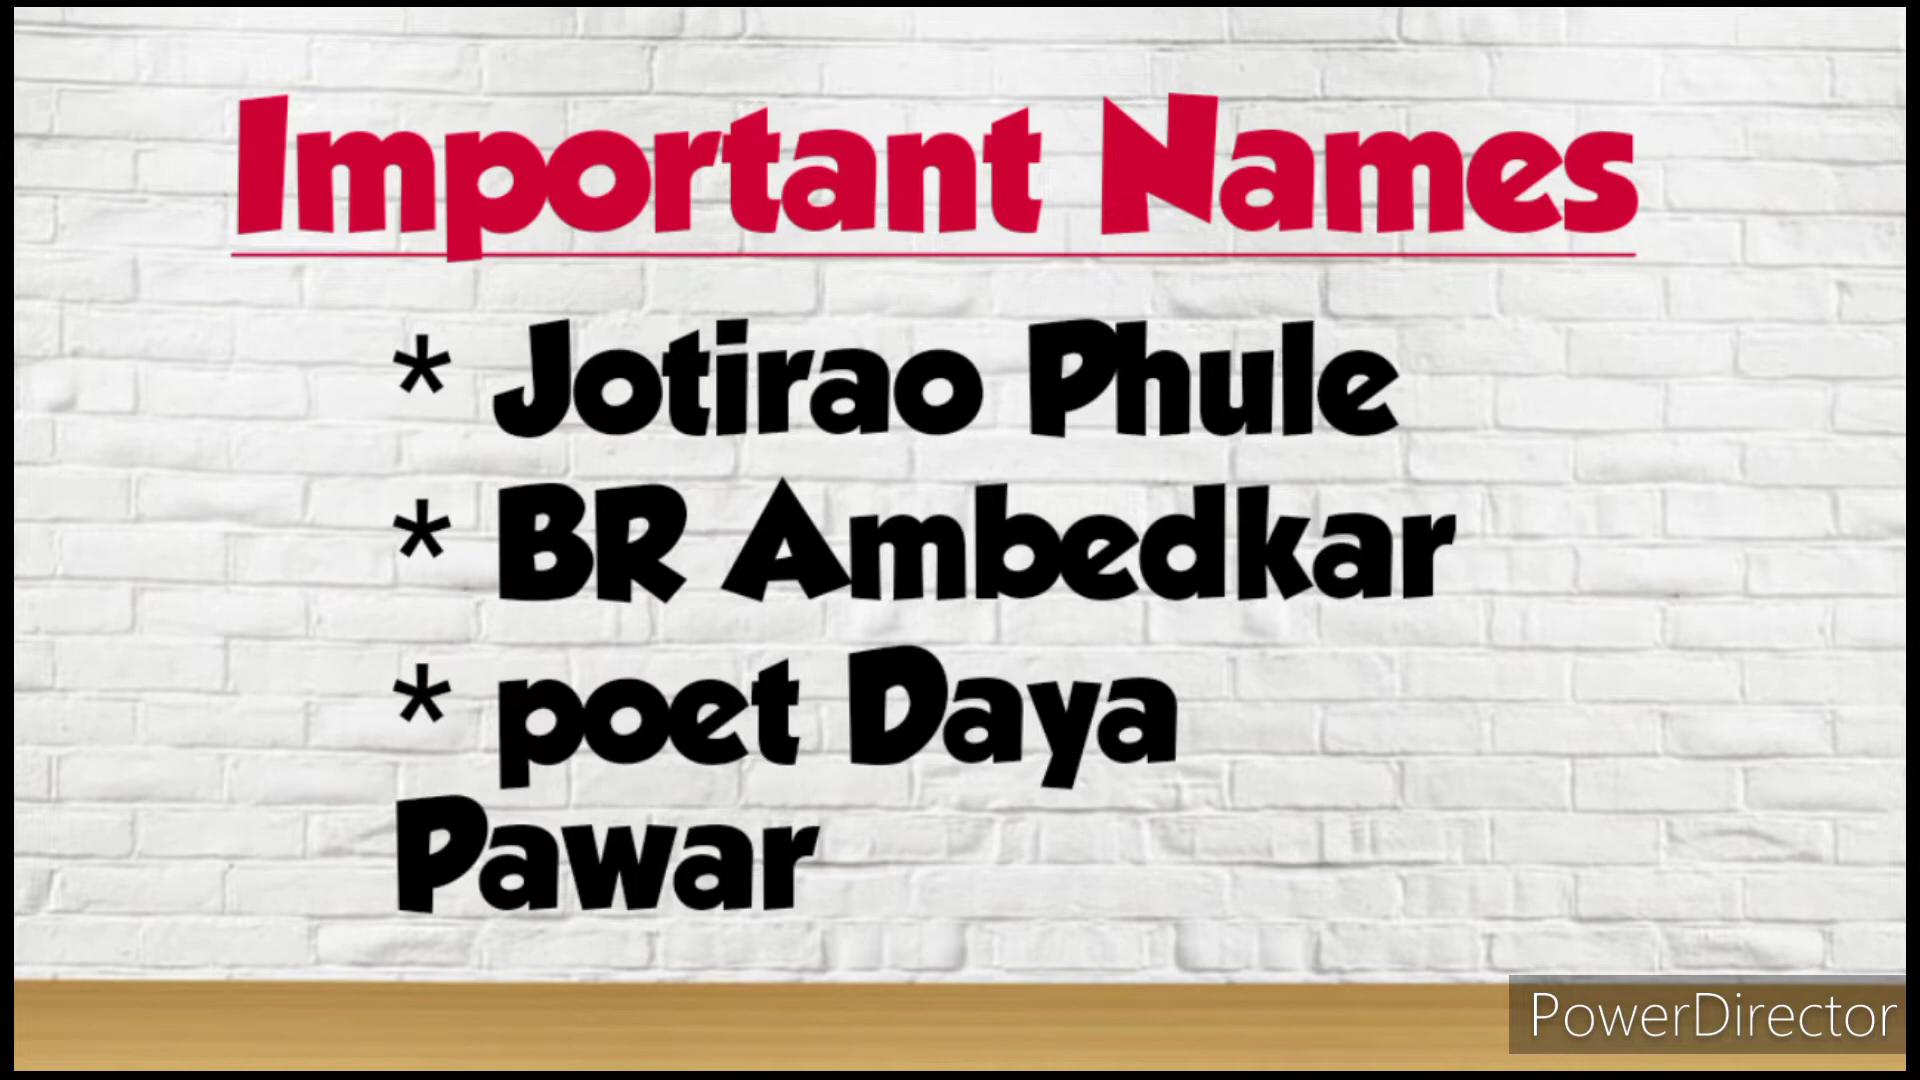 Important Names
* Jotirao Phule
* BR Ambedkar
* poet Daya
Pawar
PowerDirector